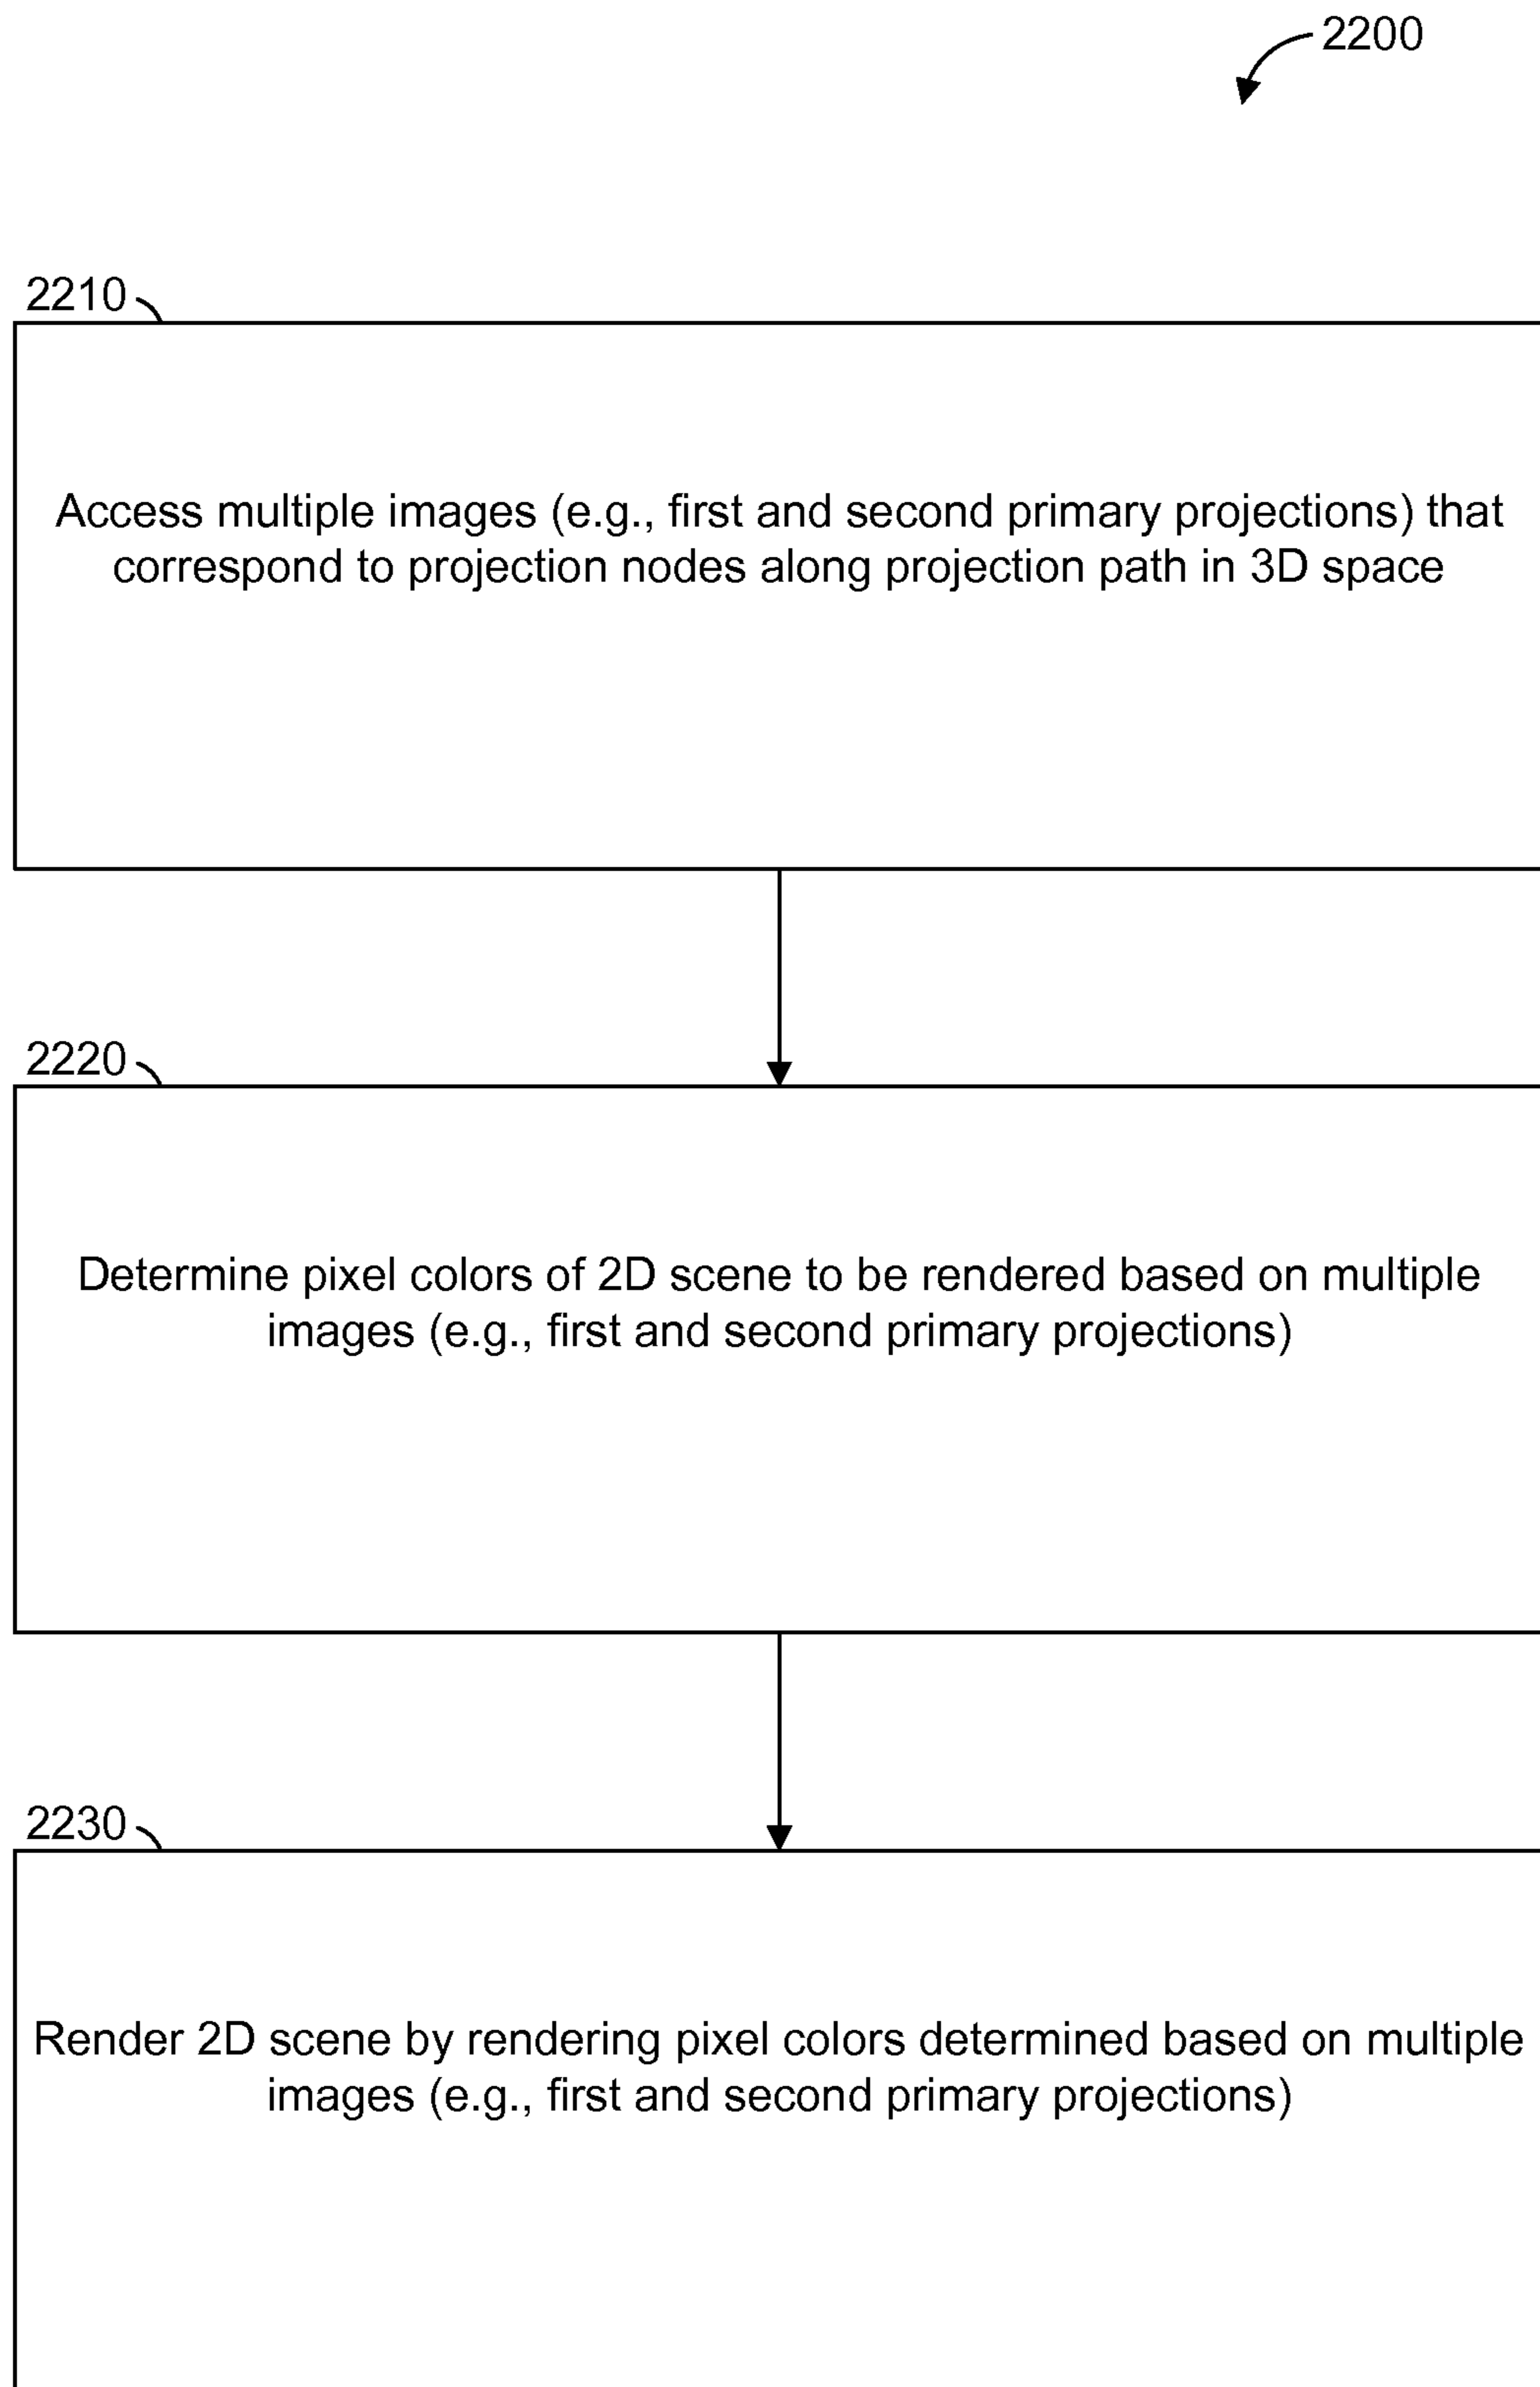 2200
2210
Access multiple images (e.g., first and second primary projections) that
correspond to projection nodes along projection path in 3D space
2220
Determine pixel colors of 2D scene to be rendered based on multiple
images (e.g., first and second primary projections)
2230
Render 2D scene by rendering pixel colors determined based on multiple
images (e.g., first and second primary projections)